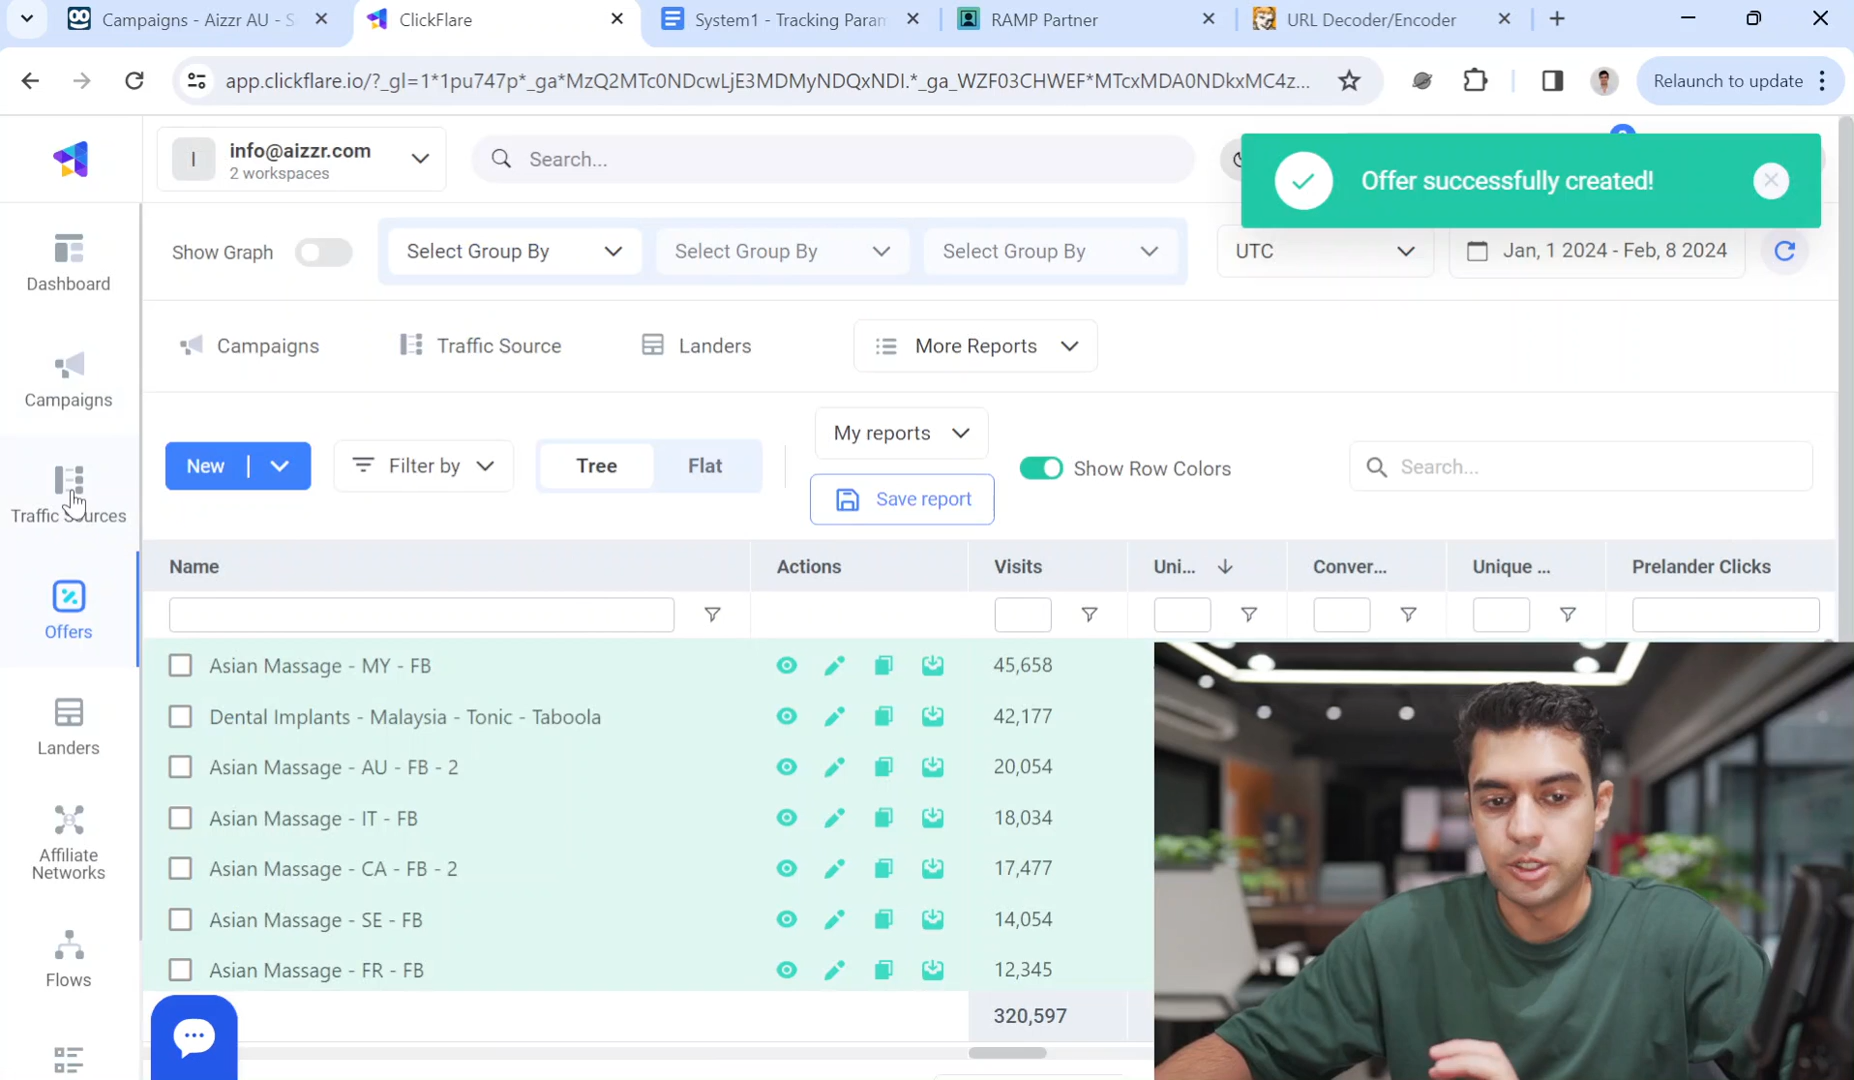 Campaigns - Aizzr AU - S
ClickFlare
System1 - Tracking Param
RAMP Partner
URL Decoder/Encoder
app.clickflare.io/?_gl=1*1pu747p*_ga*MzQ2MTc0NDcwLjE3MDMyNDQxNDI.*_ga_WZF03CHWEF*MTcxMDA0NDkxMC4z...
Relaunch to update
I
info@aizzr.com
2 workspaces
Search...
Offer successfully created!
Show Graph
Select Group By
Select Group By
Select Group By
UTC
Jan, 1 2024 - Feb, 8 2024
Dashboard
Campaigns
Traffic Source
Landers
More Reports
Campaigns
New
Filter by
Tree
Flat
My reports
Save report
Show Row Colors
Search...
Traffic Sources
Offers
Landers
Affiliate
Networks
Flows
Name
Actions
Visits
Uni...
Conver...
Unique ...
Prelander Clicks
Asian Massage - MY - FB
45,658
Dental Implants - Malaysia - Tonic - Taboola
42,177
Asian Massage - AU - FB - 2
20,054
Asian Massage - IT - FB
18,034
Asian Massage - CA - FB - 2
17,477
Asian Massage - SE - FB
14,054
Asian Massage - FR - FB
12,345
320,597